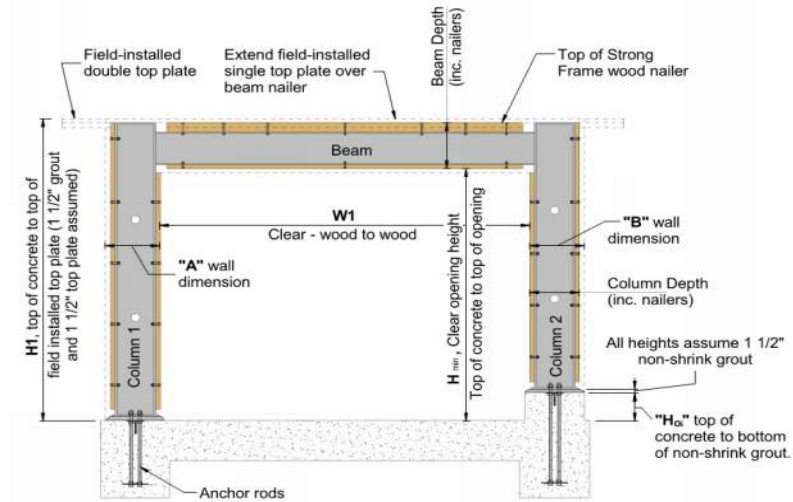 Field-installed
double top plate
Extend field-installed
single top plate over
beam nailer
Beam Depth
(inc. nailers)
Top of Strong
Frame wood nailer
Beam
H1, top of concrete to top of
field installed top plate (1 1/2" grout
and 1 1/2" top plate assumed)
W1
Clear - wood to wood
"A" wall
dimension
"B" wall
dimension
Column 1
H min , Clear opening height
Top of concrete to top of opening
Column Depth
(inc. nailers)
Column 2
All heights assume 1 1/2"
non-shrink grout
"Hoi" top of
concrete to bottom
of non-shrink grout.
Anchor rods